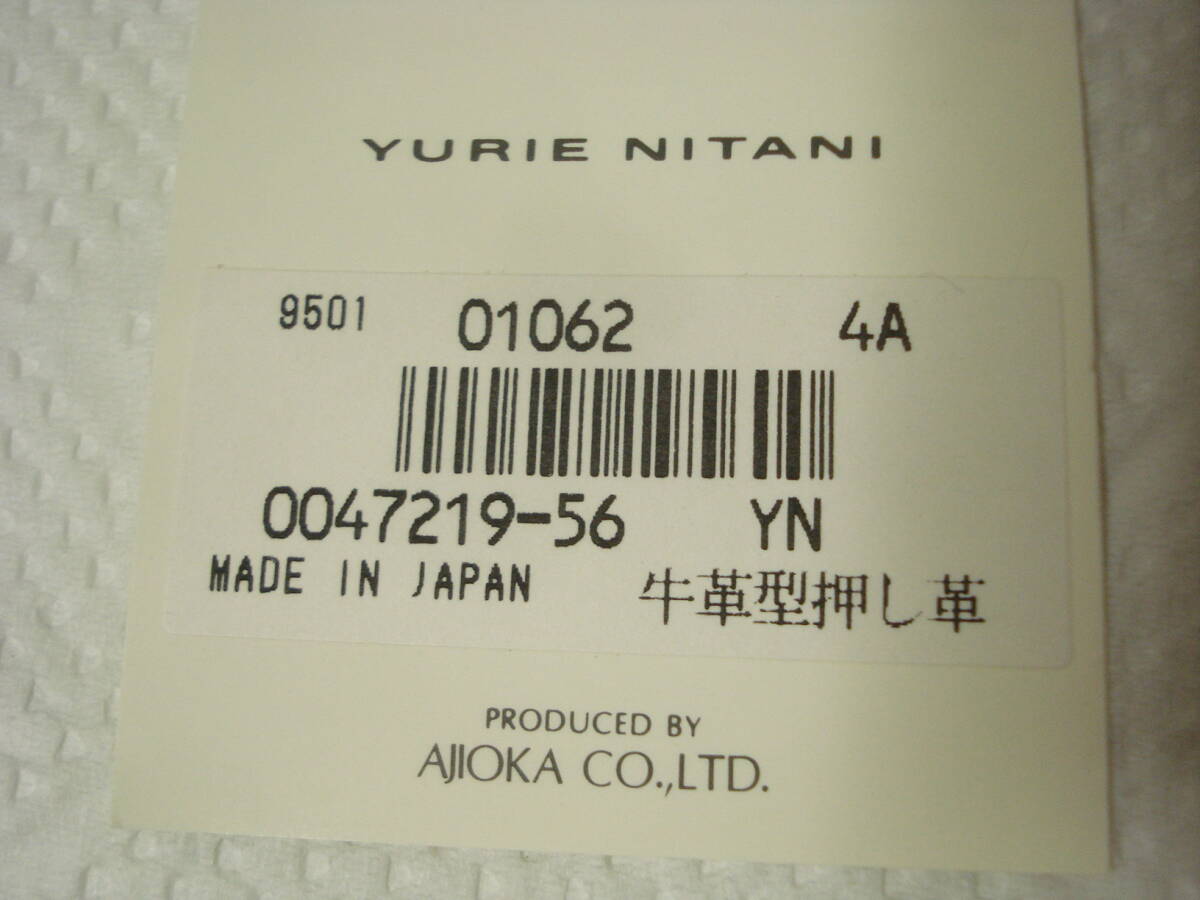 YURIE NITANI
9501 01062 4A
0047219-56 YN
MADE IN JAPAN 牛革型押し革
PRODUCED BY
AJIOKA CO.,LTD.